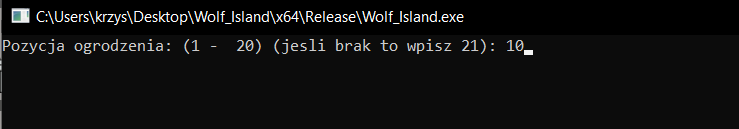 C:\Users\krzys\Desktop\Wolf_Island\x64\Release\Wolf_Island.exe
Pozycja ogrodzenia: (1 -  20) (jesli brak to wpisz 21): 10